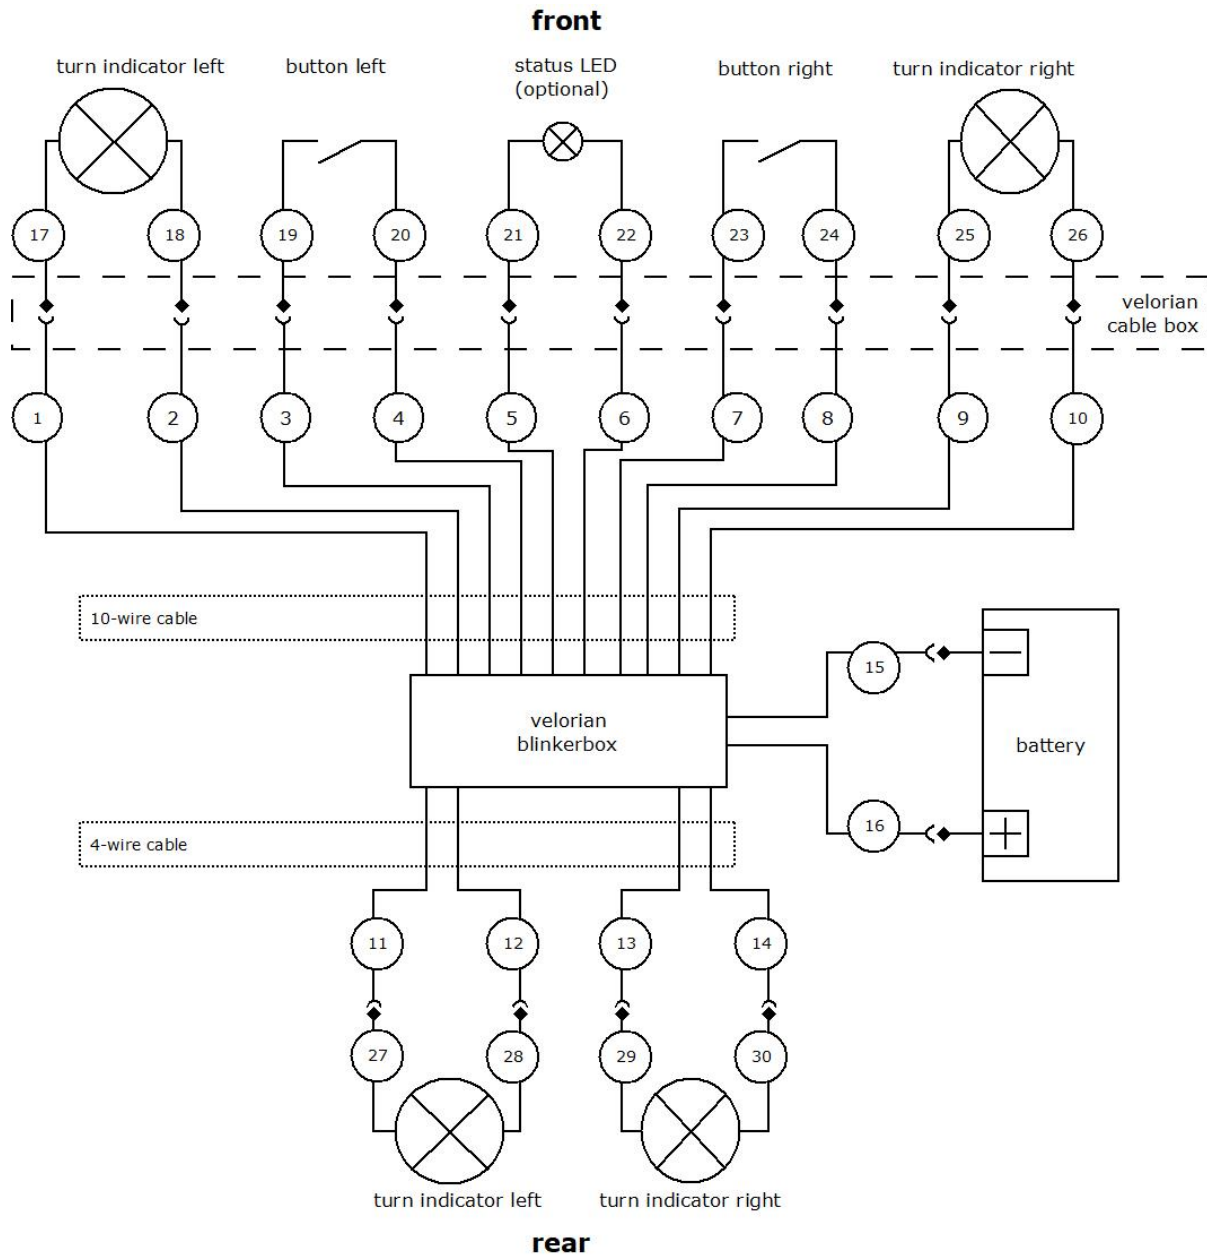 front
turn indicator left
button left
status LED
(optional)
button right
turn indicator right
17
18
19
20
21
22
23
24
25
26
velorian
cable box
1
2
3
4
5
6
7
8
9
10
10-wire cable
15
velorian
blinkerbox
battery
16
4-wire cable
11
12
13
14
27
28
29
30
turn indicator left
turn indicator right
rear